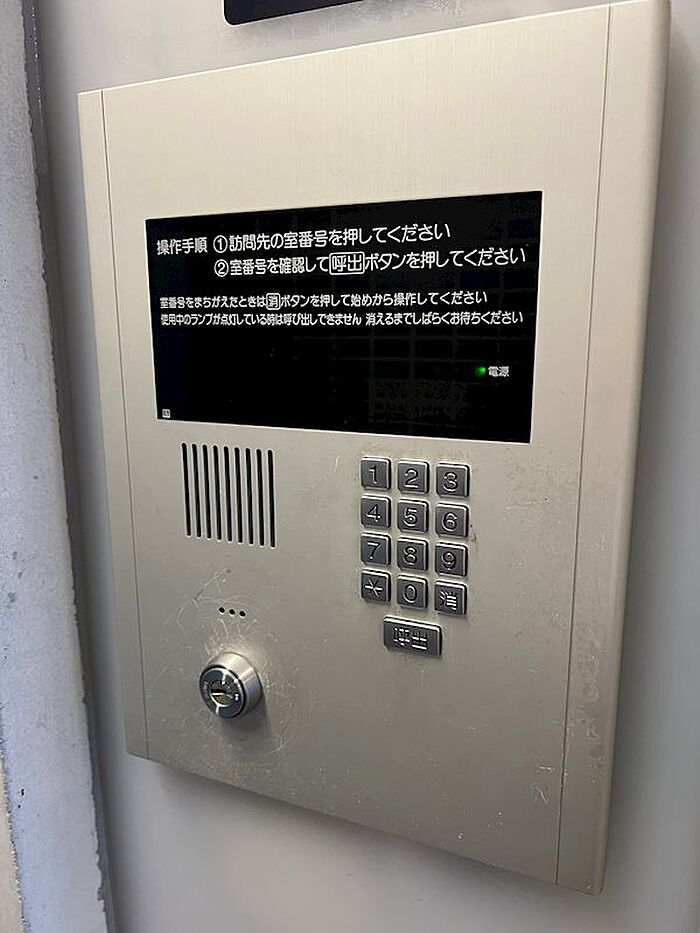 操作手順 ①訪問先の室番号を押してください
②室番号を確認して呼出ボタンを押してください
室番号をまちがえたときは消ボタンを押して始めから操作してください
使用中のランプが点灯している時は呼び出しできません 消えるまでしばらくお待ちください
電源
1 2 3
4 5 6
7 8 9
* 0 消
呼出